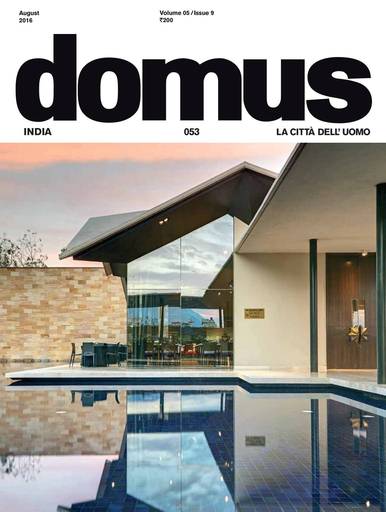 August
2016
Volume 05 / Issue 9
₹200
domus
INDIA
053
LA CITTÀ DELL' UOMO